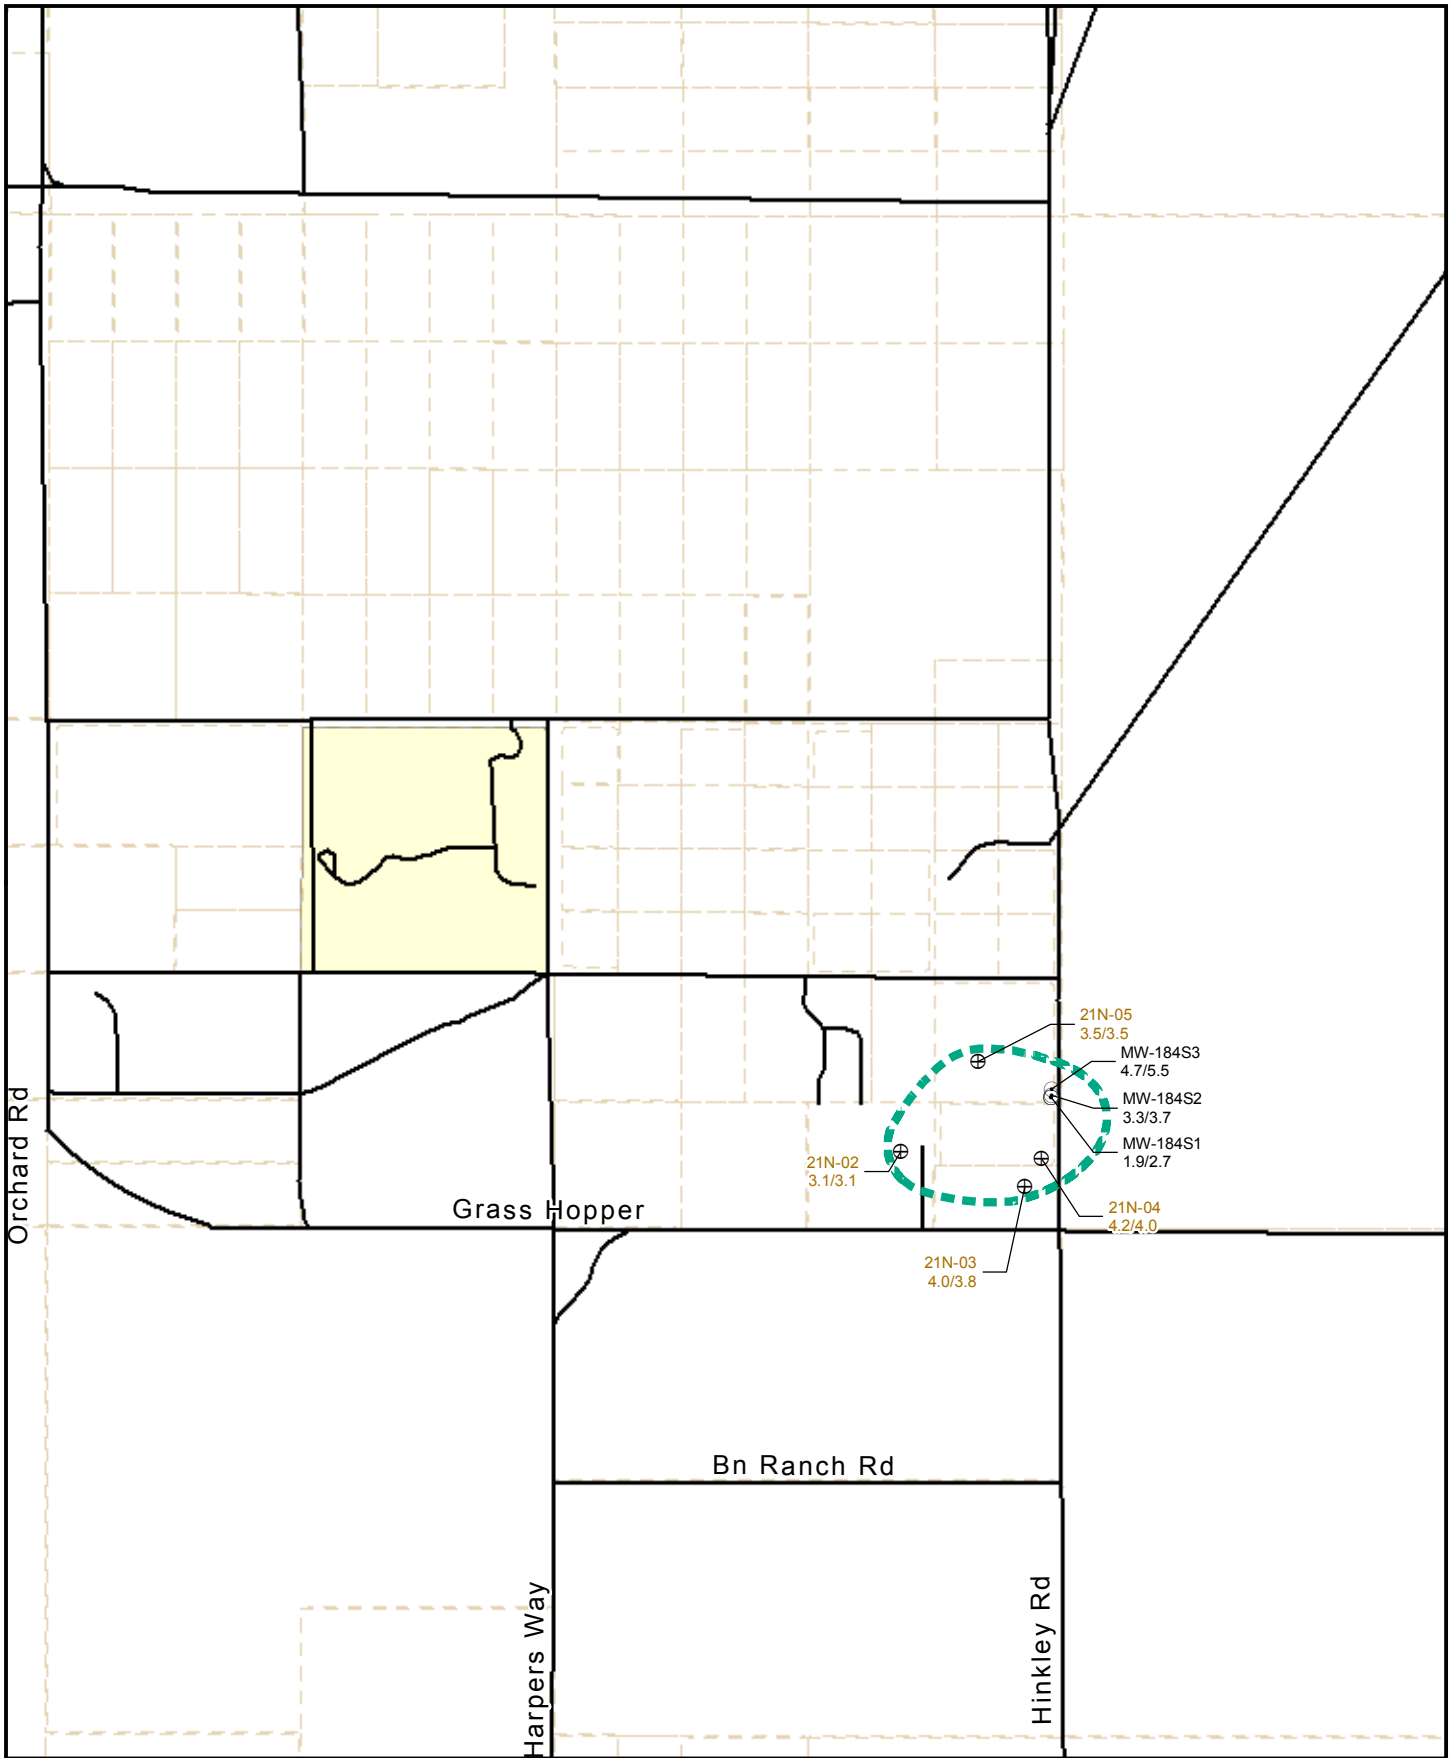 21N-05
3.5/3.5
MW-184S3
4.7/5.5
MW-184S2
3.3/3.7
MW-184S1
1.9/2.7
21N-02
3.1/3.1
21N-04
4.2/4.0
21N-03
4.0/3.8
Orchard Rd
Grass Hopper
Bn Ranch Rd
Harpers Way
Hinkley Rd